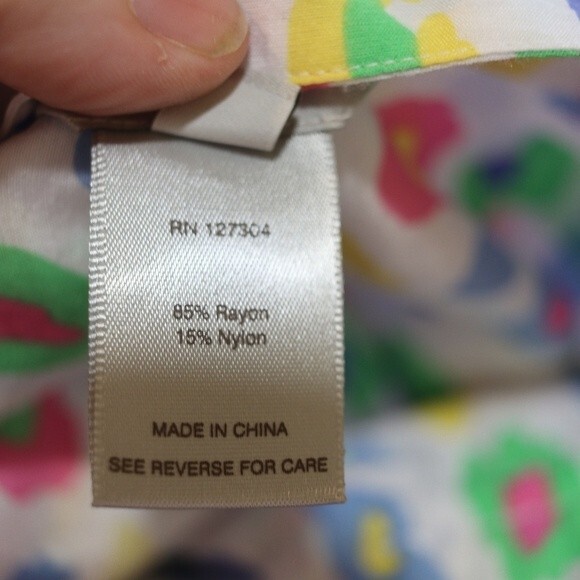 RN 127304
85% Rayon
15% Nylon
MADE IN CHINA
SEE REVERSE FOR CARE